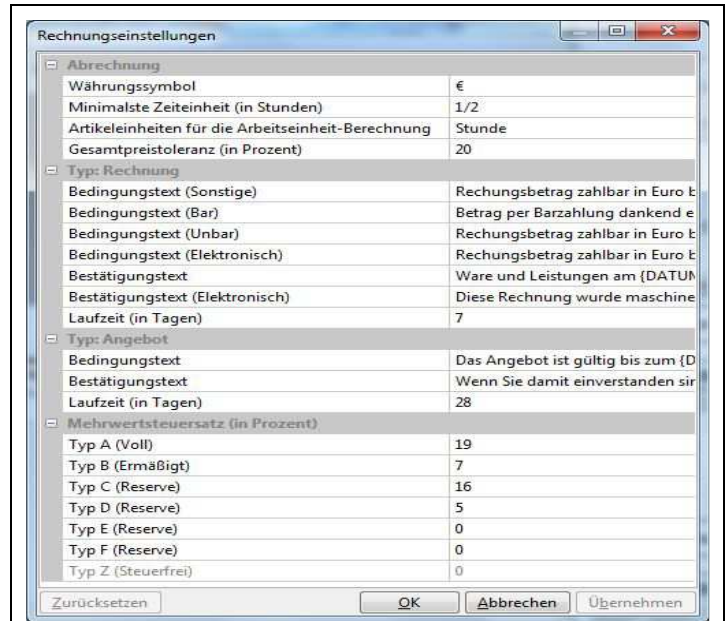 Rechnungseinstellungen
Abrechnung
Währungssymbol €
Minimalste Zeiteinheit (in Stunden) 1/2
Artikeleinheiten für die Arbeitseinheit-Berechnung Stunde
Gesamtpreistoleranz (in Prozent) 20
Typ: Rechnung
Bedingungstext (Sonstige) Rechungsbetrag zahlbar in Euro b
Bedingungstext (Bar) Betrag per Barzahlung dankend e
Bedingungstext (Unbar) Rechungsbetrag zahlbar in Euro b
Bedingungstext (Elektronisch) Rechungsbetrag zahlbar in Euro b
Bestätigungstext Ware und Leistungen am {DATUM
Bestätigungstext (Elektronisch) Diese Rechnung wurde maschine
Laufzeit (in Tagen) 7
Typ: Angebot
Bedingungstext Das Angebot ist gültig bis zum {D
Bestätigungstext Wenn Sie damit einverstanden sin
Laufzeit (in Tagen) 28
Mehrwertsteuersatz (in Prozent)
Typ A (Voll) 19
Typ B (Ermäßigt) 7
Typ C (Reserve) 16
Typ D (Reserve) 5
Typ E (Reserve) 0
Typ F (Reserve) 0
Typ Z (Steuerfrei) 0
Zurücksetzen OK Abbrechen Übernehmen